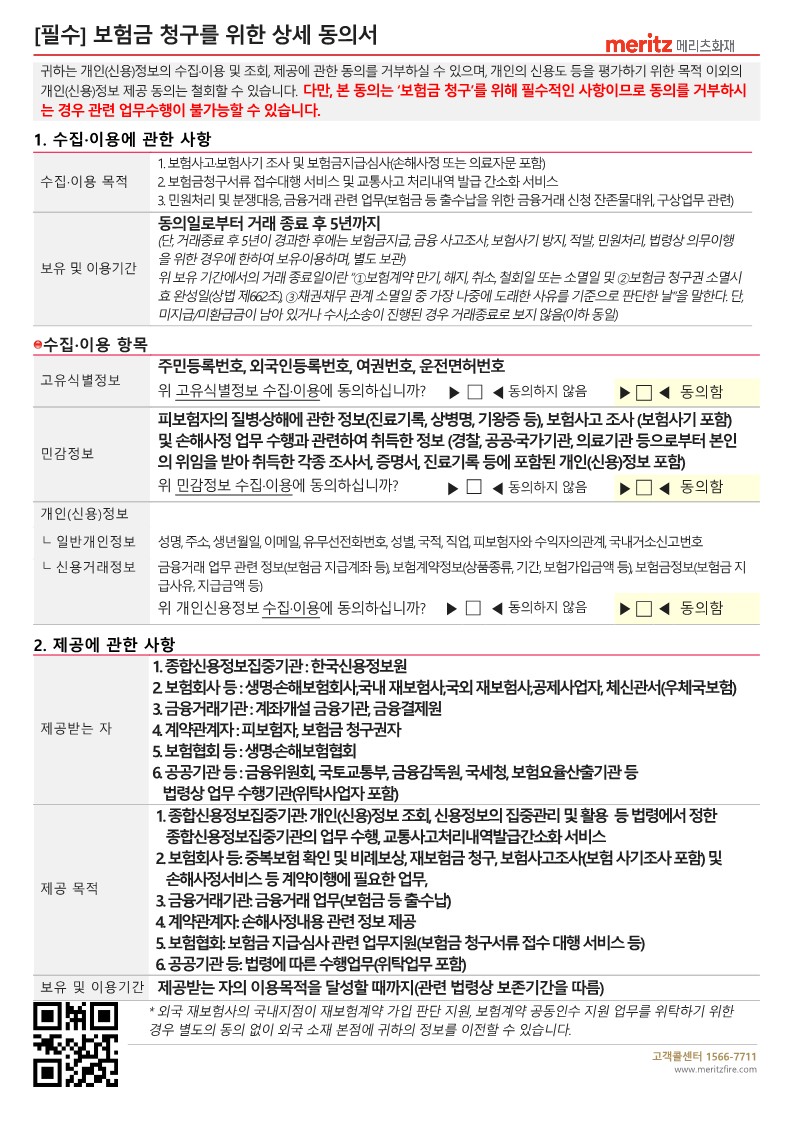 [필수] 보험금 청구를 위한 상세 동의서
meritz 메리츠화재
귀하는 개인(신용)정보의 수집·이용 및 조회, 제공에 관한 동의를 거부하실 수 있으며, 개인의 신용도 등을 평가하기 위한 목적 이외의
개인(신용)정보 제공 동의는 철회할 수 있습니다. 다만, 본 동의는 ‘보험금 청구’를 위해 필수적인 사항이므로 동의를 거부하시
는 경우 관련 업무수행이 불가능할 수 있습니다.
1. 수집·이용에 관한 사항
수집·이용 목적
1. 보험사고·보험사기 조사 및 보험금지급·심사(손해사정 또는 의료자문 포함)
2. 보험금청구서류 접수대행 서비스 및 교통사고 처리내역 발급 간소화 서비스
3. 민원처리 및 분쟁대응, 금융거래 관련 업무(보험금 등 출수납을 위한 금융거래 신청 잔존물대위, 구상업무 관련)
보유 및 이용기간
동의일로부터 거래 종료 후 5년까지
(단, 거래종료 후 5년이 경과한 후에는 보험금지급, 금융 사고조사, 보험사기 방지, 적발, 민원처리, 법령상 의무이행
을 위한 경우에 한하여 보유·이용하며, 별도 보관)
위 보유 기간에서의 거래 종료일이란 “①보험계약 만기, 해지, 취소, 철회일 또는 소멸일 및 ②보험금 청구권 소멸시
효 완성일(상법 제662조), ③채권·채무 관계 소멸일 중 가장 나중에 도래한 사유를 기준으로 판단한 날”을 말한다. 단,
미지급/미환급금이 남아 있거나 수사,소송이 진행된 경우 거래종료로 보지 않음(이하 동일)
수집·이용 항목
고유식별정보
주민등록번호, 외국인등록번호, 여권번호, 운전면허번호
위 고유식별정보 수집·이용에 동의하십니까? ▶ □ ◀ 동의하지 않음 ▶ □ ◀ 동의함
민감정보
피보험자의 질병·상해에 관한 정보(진료기록, 상병명, 기왕증 등), 보험사고 조사 (보험사기 포함)
및 손해사정 업무 수행과 관련하여 취득한 정보 (경찰, 공공·국가기관, 의료기관 등으로부터 본인
의 위임을 받아 취득한 각종 조사서, 증명서, 진료기록 등에 포함된 개인(신용)정보 포함)
위 민감정보 수집·이용에 동의하십니까? ▶ □ ◀ 동의하지 않음 ▶ □ ◀ 동의함
개인(신용)정보
ㄴ 일반개인정보
성명, 주소, 생년월일, 이메일, 유무선전화번호, 성별, 국적, 직업, 피보험자와 수익자의관계, 국내거소신고번호
ㄴ 신용거래정보
금융거래 업무 관련 정보(보험금 지급계좌 등), 보험계약정보(상품종류, 기간, 보험가입금액 등), 보험금정보(보험금 지
급사유, 지급금액 등)
위 개인신용정보 수집·이용에 동의하십니까? ▶ □ ◀ 동의하지 않음 ▶ □ ◀ 동의함
2. 제공에 관한 사항
제공받는 자
1. 종합신용정보집중기관 : 한국신용정보원
2. 보험회사 등 : 생명·손해보험회사,국내 재보험사,국외 재보험사,공제사업자, 체신관서(우체국보험)
3. 금융거래기관 : 계좌개설 금융기관, 금융결제원
4. 계약관계자 : 피보험자, 보험금 청구권자
5. 보험협회 등 : 생명·손해보험협회
6. 공공기관 등 : 금융위원회, 국토교통부, 금융감독원, 국세청, 보험요율산출기관 등
법령상 업무 수행기관(위탁사업자 포함)
제공 목적
1. 종합신용정보집중기관: 개인(신용)정보 조회, 신용정보의 집중관리 및 활용 등 법령에서 정한
종합신용정보집중기관의 업무 수행, 교통사고처리내역발급간소화 서비스
2. 보험회사 등: 중복보험 확인 및 비례보상, 재보험금 청구, 보험사고조사(보험 사기조사 포함) 및
손해사정서비스 등 계약이행에 필요한 업무,
3. 금융거래기관: 금융거래 업무(보험금 등 출수납)
4. 계약관계자: 손해사정내용 관련 정보 제공
5. 보험협회: 보험금 지급·심사 관련 업무지원(보험금 청구서류 접수 대행 서비스 등)
6. 공공기관 등: 법령에 따른 수행업무(위탁업무 포함)
보유 및 이용기간
제공받는 자의 이용목적을 달성할 때까지(관련 법령상 보존기간을 따름)
* 외국 재보험사의 국내지점이 재보험계약 가입 판단 지원, 보험계약 공동인수 지원 업무를 위탁하기 위한
경우 별도의 동의 없이 외국 소재 본점에 귀하의 정보를 이전할 수 있습니다.
고객콜센터 1566-7711
www.meritzfire.com